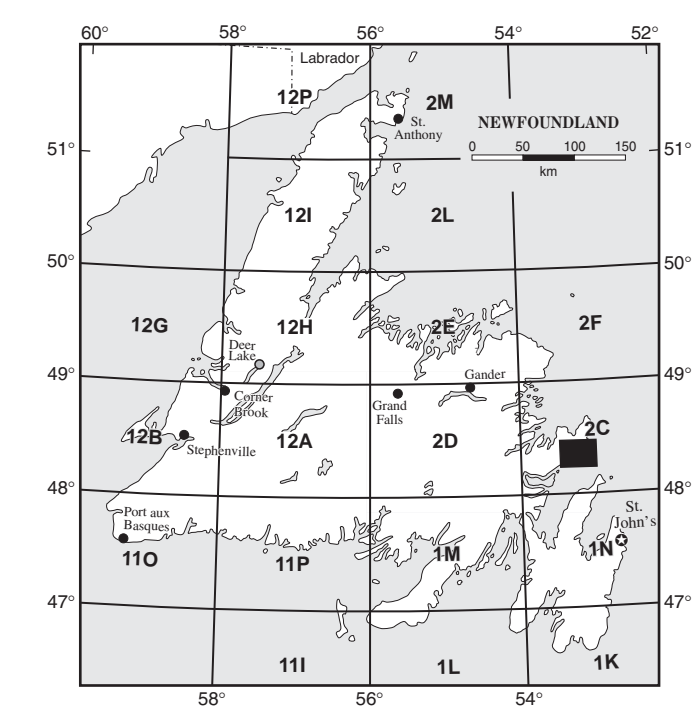 60° 58° 56° 54° 52°
Labrador
12P
2M
St.
Anthony
NEWFOUNDLAND
0 50 100 150
km
51° 51°
12I
2L
50° 50°
12G
12H
2E
2F
Deer
Lake
49° 49°
Gander
Corner
Brook
Grand
Falls
2C
12B
12A
2D
Stephenville
48° 48°
Port aux
Basques
St.
John's
11O
11P
1M
1N
47° 47°
11I
1L
1K
58° 56° 54°